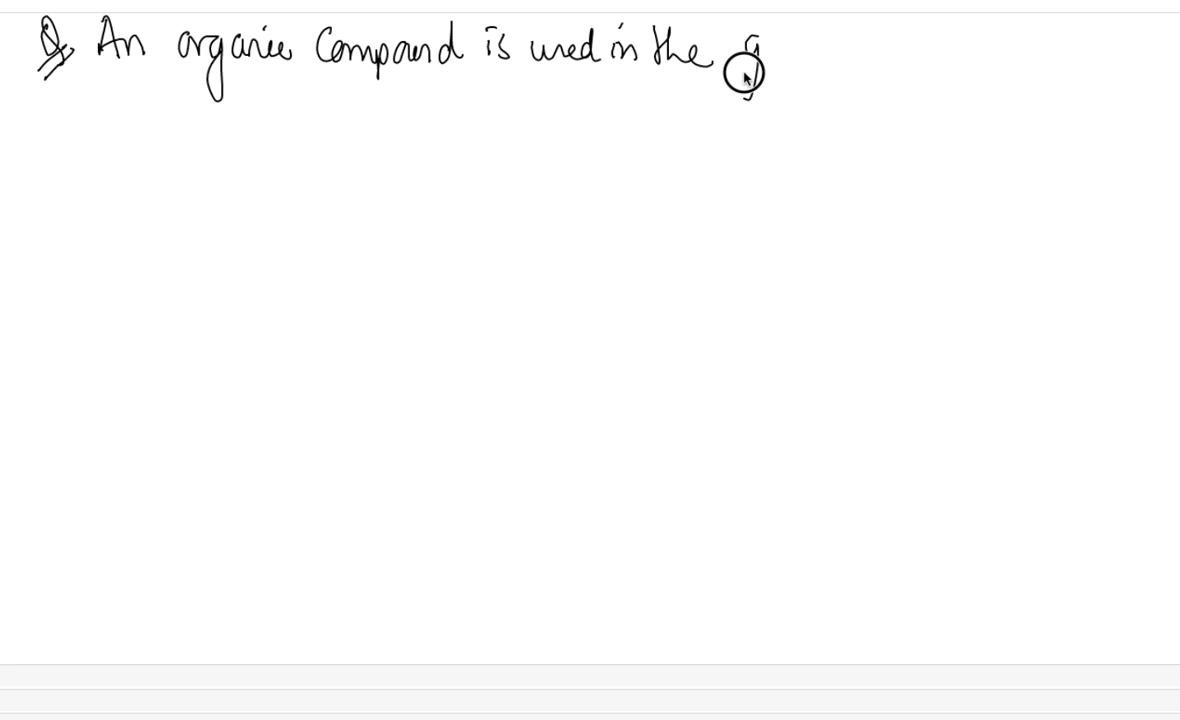 Q. An organic compound is used in the